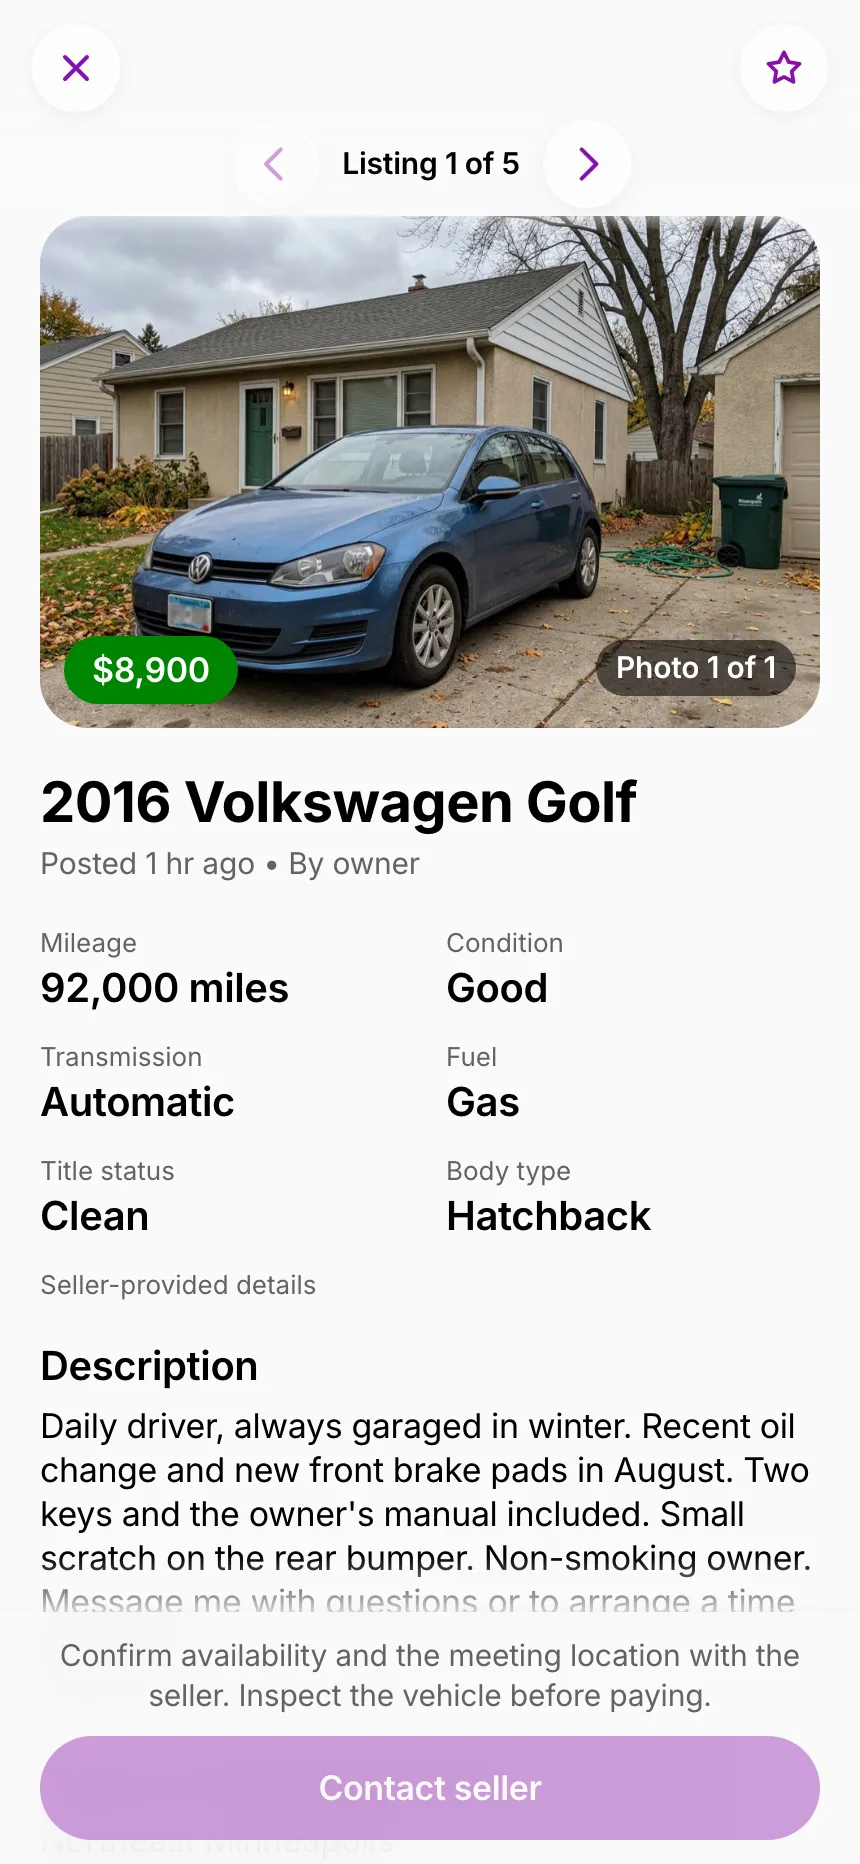 Listing 1 of 5
$8,900
Photo 1 of 1
2016 Volkswagen Golf
Posted 1 hr ago • By owner
Mileage
92,000 miles
Condition
Good
Transmission
Automatic
Fuel
Gas
Title status
Clean
Body type
Hatchback
Seller-provided details
Description
Daily driver, always garaged in winter. Recent oil
change and new front brake pads in August. Two
keys and the owner's manual included. Small
scratch on the rear bumper. Non-smoking owner.
Message me with questions or to arrange a time
Confirm availability and the meeting location with the
seller. Inspect the vehicle before paying.
Contact seller
Northeast Minneapolis